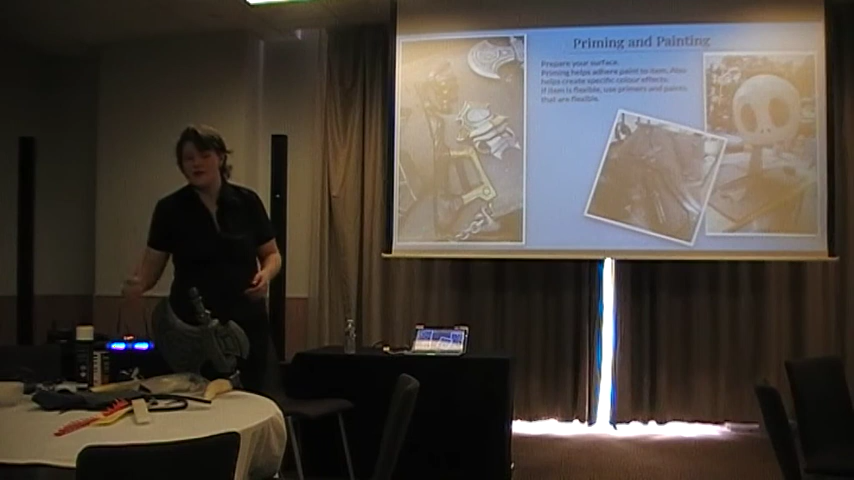 Priming and Painting
Prepare your surface.
Priming helps adhere paint to item. Also
helps create specific colour effects.
If item is flexible, use primers and paints
that are flexible.